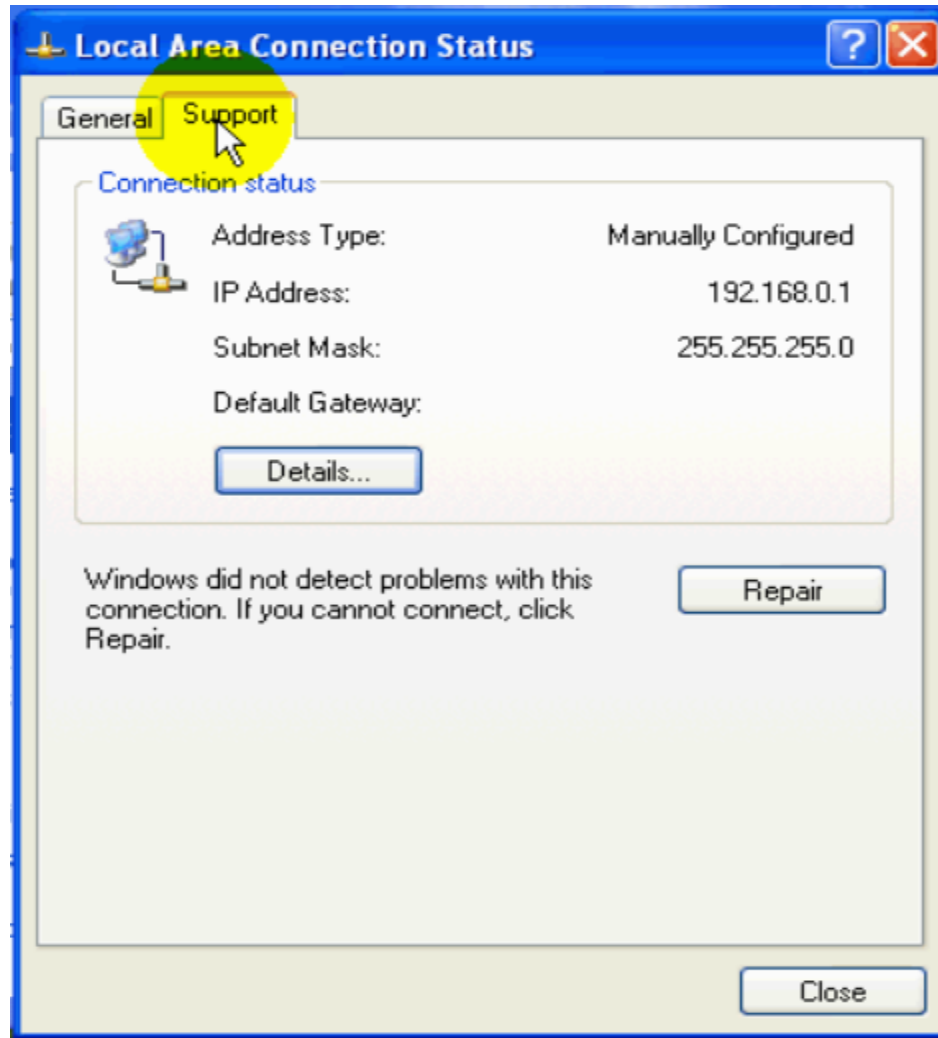 Local Area Connection Status
?
General
Support
Connection status
Address Type: Manually Configured
IP Address: 192.168.0.1
Subnet Mask: 255.255.255.0
Default Gateway:
Details...
Windows did not detect problems with this
connection. If you cannot connect, click
Repair.
Repair
Close